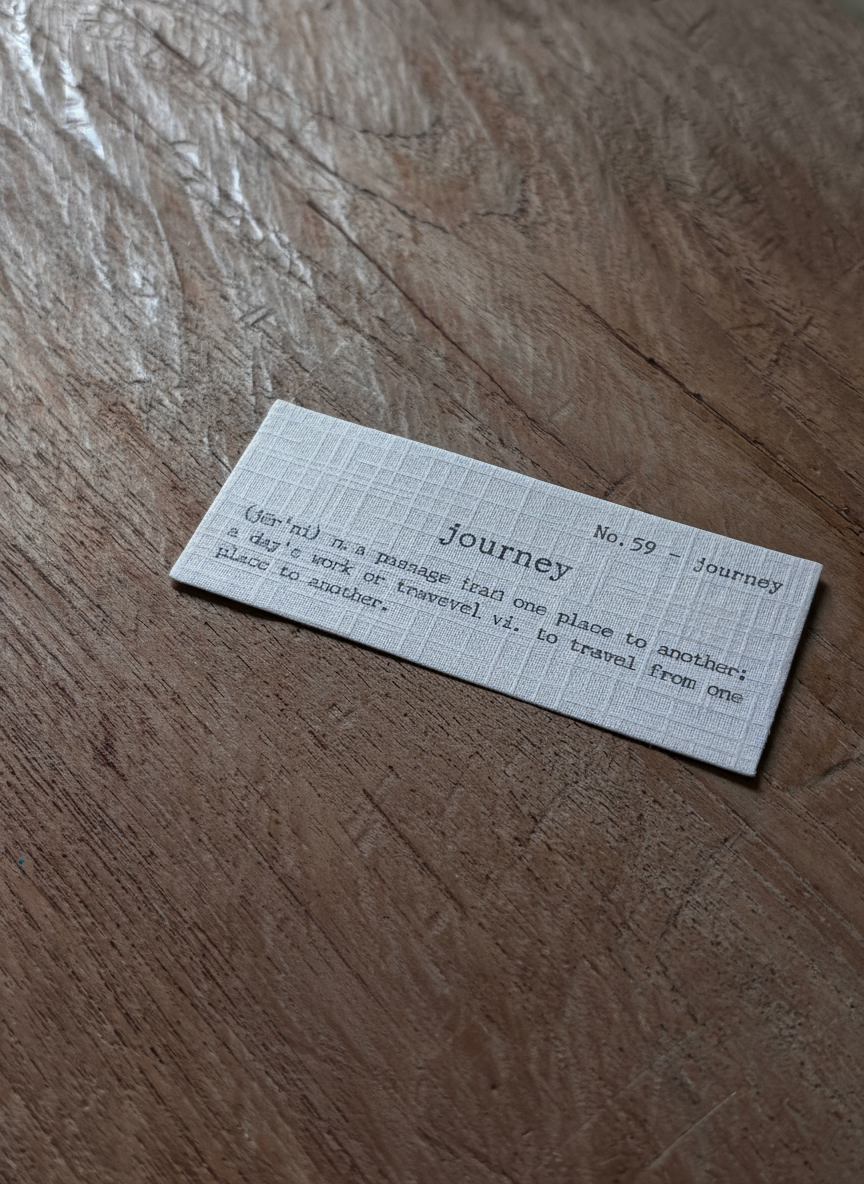 No. 59 - journey
journey
(jër'ni) n. a passage fran one place to another:
a day's work or travevel vi. to travel from one
place to another.